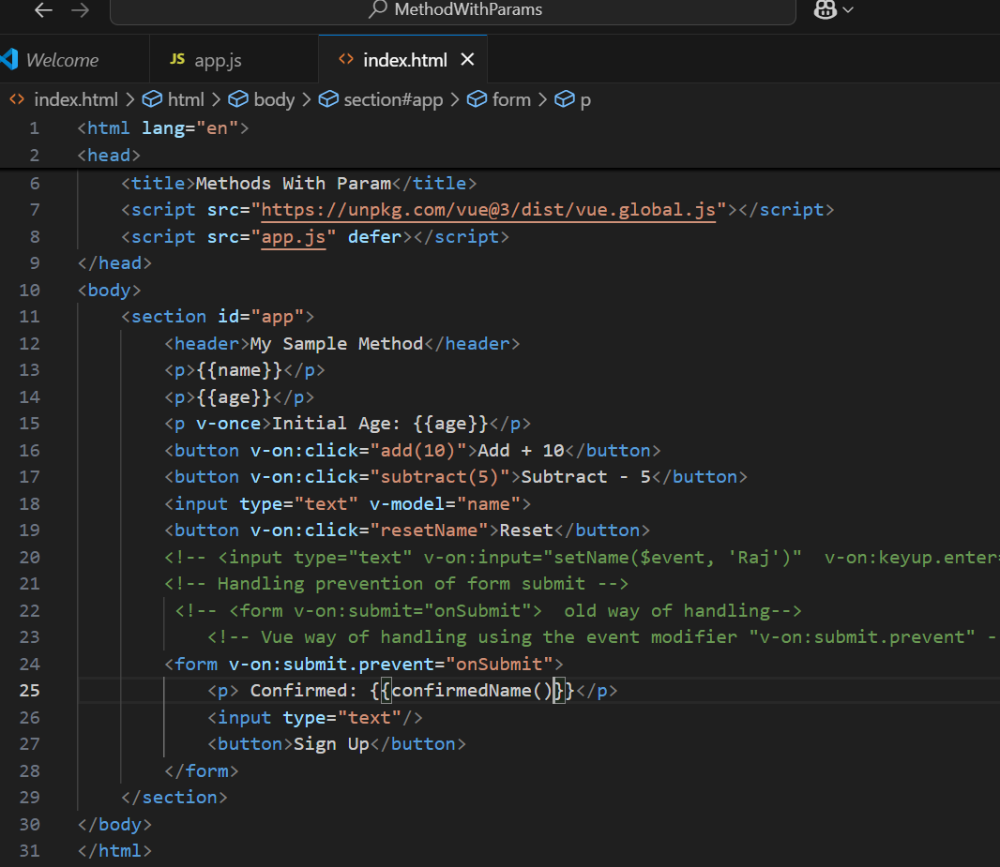 MethodWithParams
Welcome
JS app.js
<> index.html
<> index.html > html > body > section#app > form > p
1 <html lang="en">
2 <head>
6 <title>Methods With Param</title>
7 <script src="https://unpkg.com/vue@3/dist/vue.global.js"></script>
8 <script src="app.js" defer></script>
9 </head>
10 <body>
11 <section id="app">
12 <header>My Sample Method</header>
13 <p>{{name}}</p>
14 <p>{{age}}</p>
15 <p v-once>Initial Age: {{age}}</p>
16 <button v-on:click="add(10)">Add + 10</button>
17 <button v-on:click="subtract(5)">Subtract - 5</button>
18 <input type="text" v-model="name">
19 <button v-on:click="resetName">Reset</button>
20 <!-- <input type="text" v-on:input="setName($event, 'Raj')"  v-on:keyup.enter=
21 <!-- Handling prevention of form submit -->
22 <!-- <form v-on:submit="onSubmit">  old way of handling-->
23 <!-- Vue way of handling using the event modifier "v-on:submit.prevent" -
24 <form v-on:submit.prevent="onSubmit">
25 <p> Confirmed: {{confirmedName()}}</p>
26 <input type="text"/>
27 <button>Sign Up</button>
28 </form>
29 </section>
30 </body>
31 </html>